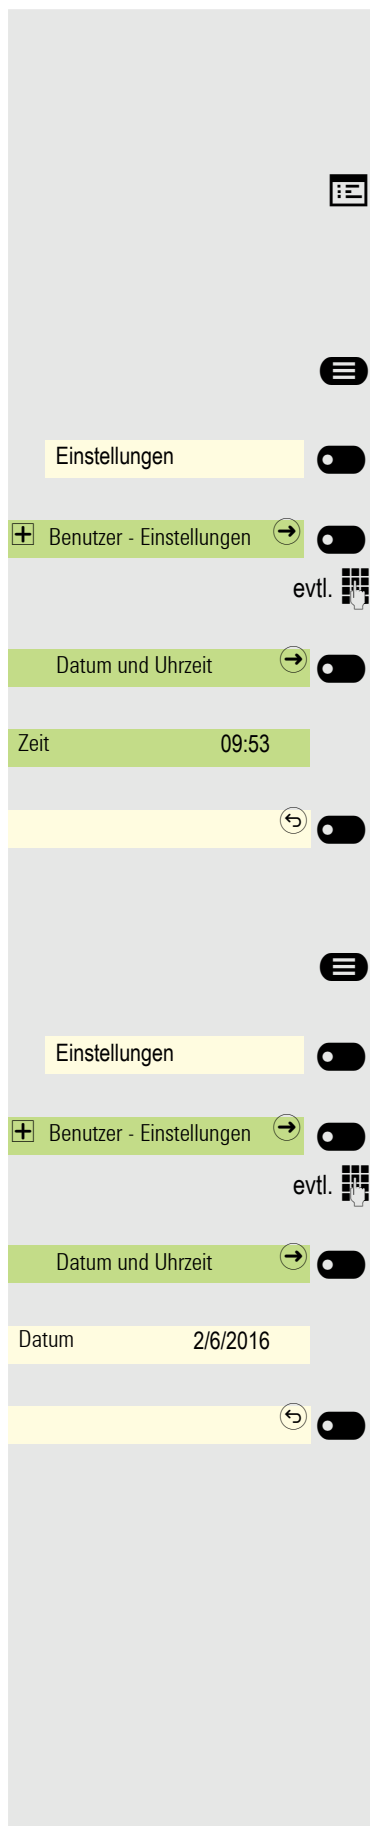 Einstellungen
Benutzer - Einstellungen
evtl.
Datum und Uhrzeit
Zeit 09:53
Einstellungen
Benutzer - Einstellungen
evtl.
Datum und Uhrzeit
Datum 2/6/2016